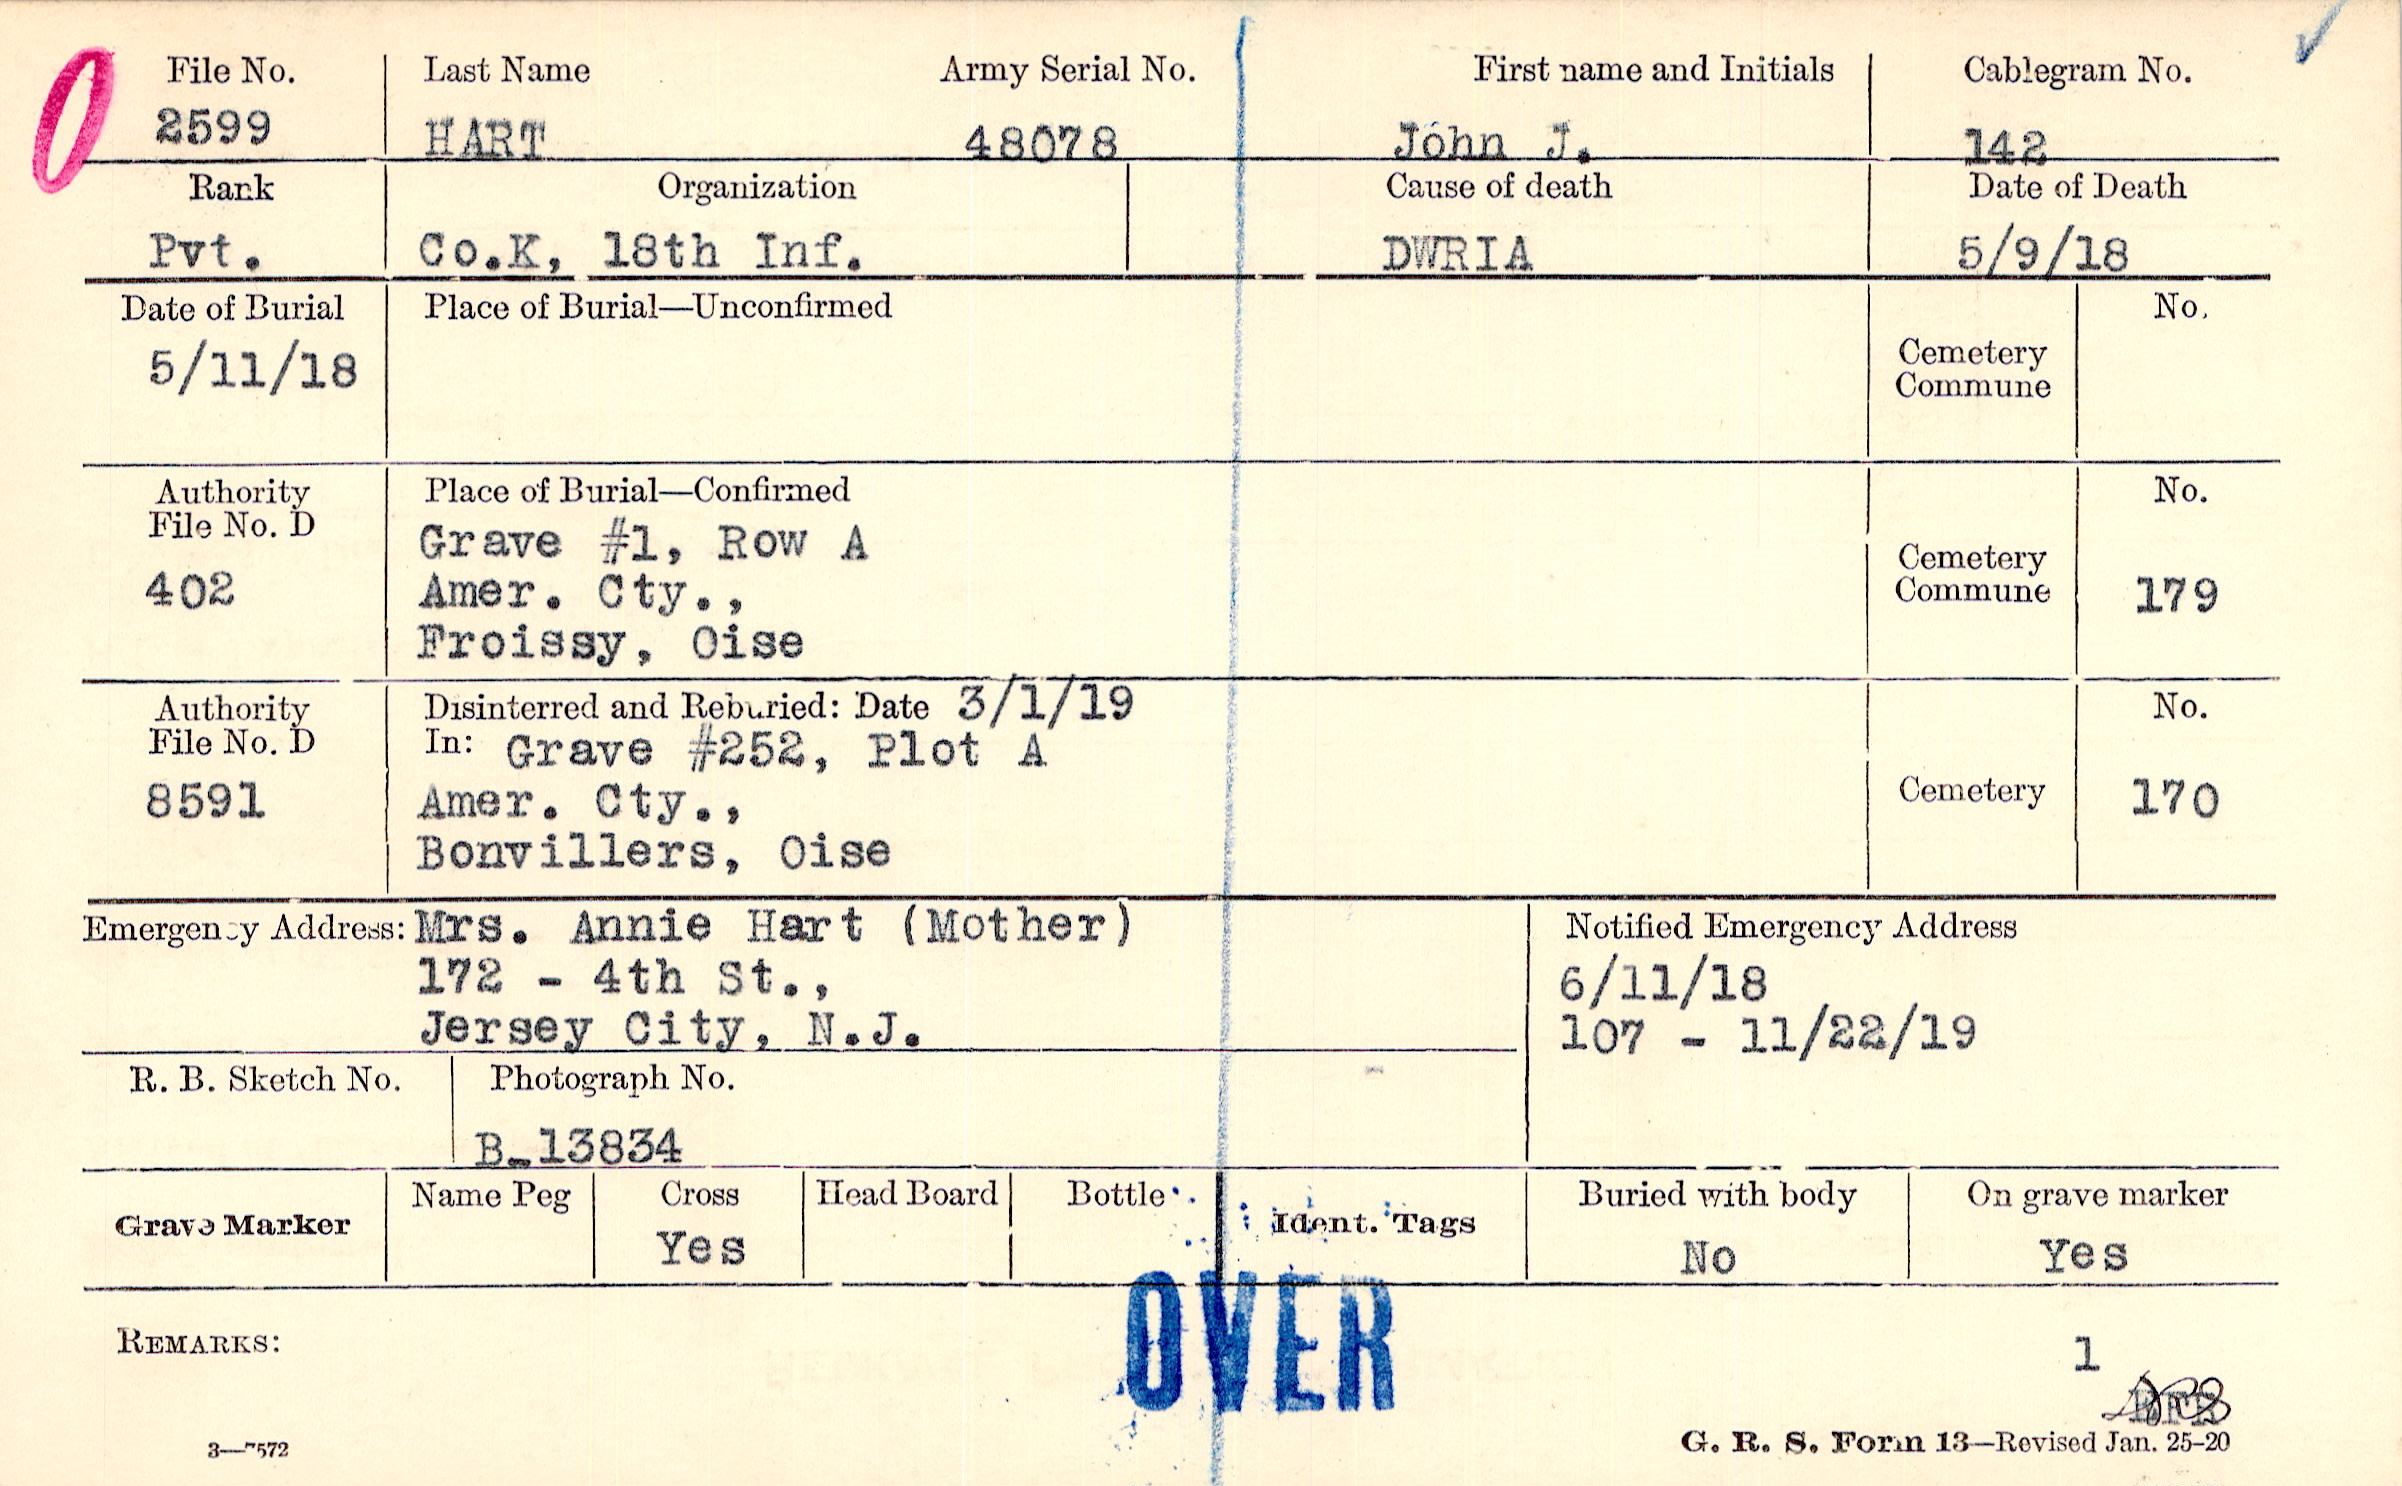 File No. Last Name Army Serial No. First name and Initials Cablegram No.
2599 HART 48078 John J. 142
Rank Organization Cause of death Date of Death
Pvt. Co.K, 18th Inf. DWRIA 5/9/18
Date of Burial Place of Burial—Unconfirmed No.
5/11/18
Cemetery
Commune
Authority Place of Burial—Confirmed No.
File No. D
Grave #1, Row A
402 Amer. Cty., Cemetery
Commune 179
Froissy, Oise
Authority Disinterred and Reburied: Date 3/1/19 No.
File No. D In: Grave #252, Plot A
8591 Amer. Cty., Cemetery 170
Bonvillers, Oise
Emergency Address: Mrs. Annie Hart (Mother) Notified Emergency Address
172 - 4th St., 6/11/18
Jersey City, N.J. 107 - 11/22/19
R. B. Sketch No. Photograph No.
B-13834
Grave Marker Name Peg Cross Head Board Bottle Ident. Tags Buried with body On grave marker
Yes No Yes
OVER
REMARKS: 1
3—7572 G. R. S. Form 13—Revised Jan. 25-20